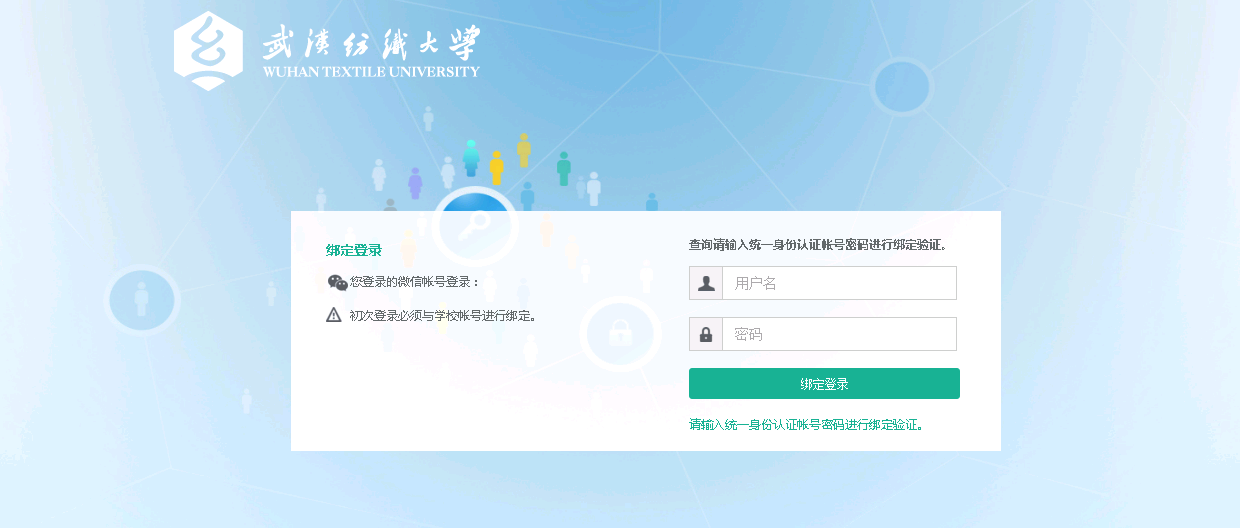 武汉纺织大学
WUHAN TEXTILE UNIVERSITY
绑定登录
您登录的微信帐号登录：
初次登录必须与学校帐号进行绑定。
查询请输入统一身份认证帐号密码进行绑定验证。
用户名
密码
绑定登录
请输入统一身份认证帐号密码进行绑定验证。